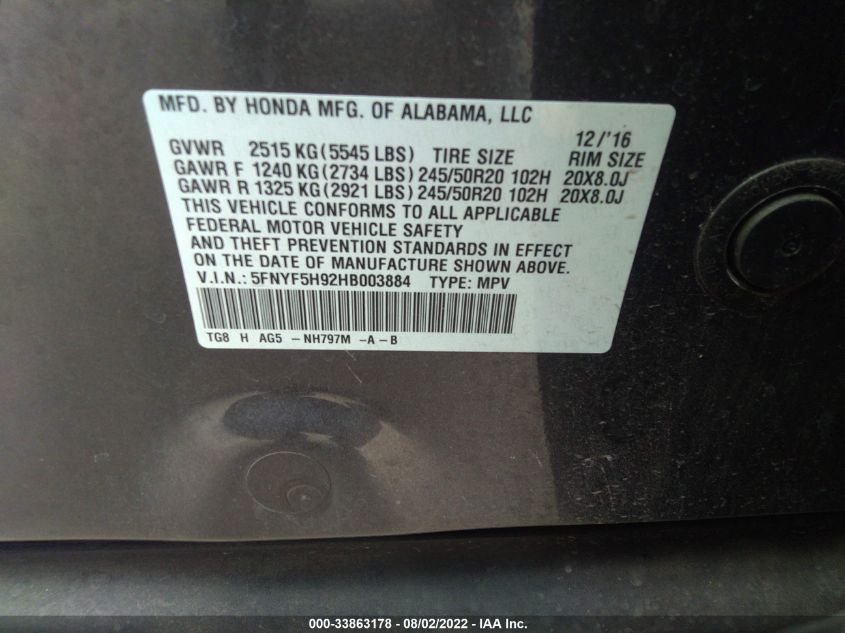 MFD. BY HONDA MFG. OF ALABAMA, LLC
12/'16
GVWR 2515 KG(5545 LBS) TIRE SIZE RIM SIZE
GAWR F 1240 KG(2734 LBS) 245/50R20 102H 20X8.0J
GAWR R 1325 KG(2921 LBS) 245/50R20 102H 20X8.0J
THIS VEHICLE CONFORMS TO ALL APPLICABLE
FEDERAL MOTOR VEHICLE SAFETY
AND THEFT PREVENTION STANDARDS IN EFFECT
ON THE DATE OF MANUFACTURE SHOWN ABOVE.
V.I.N.: 5FNYF5H92HB003884 TYPE: MPV
TG8 H AG5 -NH797M -A-B
000-33863178 - 08/02/2022 - IAA Inc.